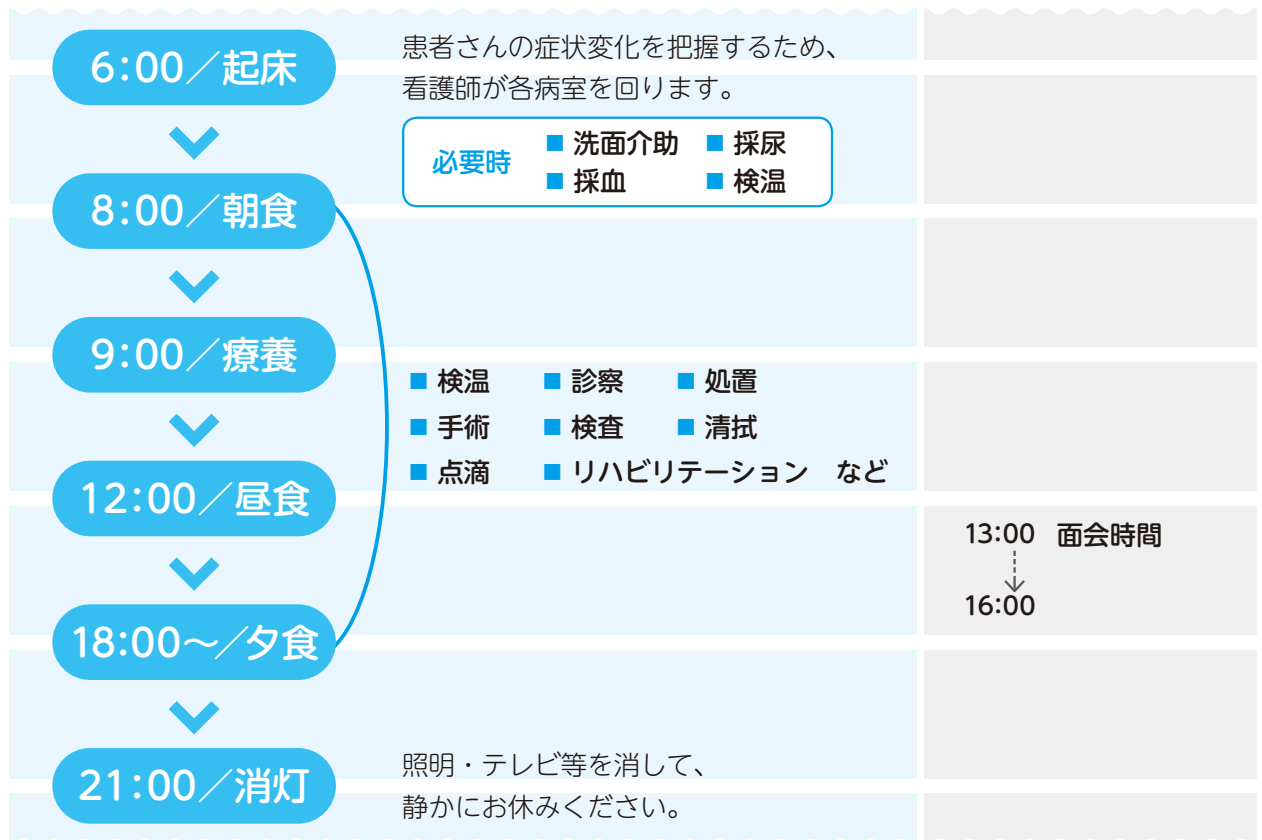 6:00／起床
患者さんの症状変化を把握するため、
看護師が各病室を回ります。
必要時
■ 洗面介助 ■ 採尿
■ 採血 ■ 検温
8:00／朝食
9:00／療養
■ 検温 ■ 診察 ■ 処置
■ 手術 ■ 検査 ■ 清拭
■ 点滴 ■ リハビリテーション　など
12:00／昼食
13:00 面会時間
16:00
18:00～／夕食
21:00／消灯
照明・テレビ等を消して、
静かにお休みください。